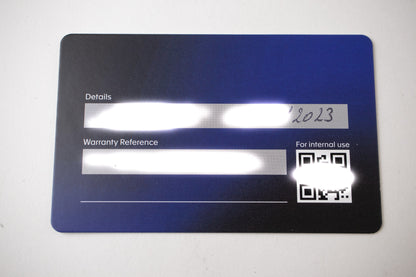 Details
/2023
Warranty Reference
For internal use